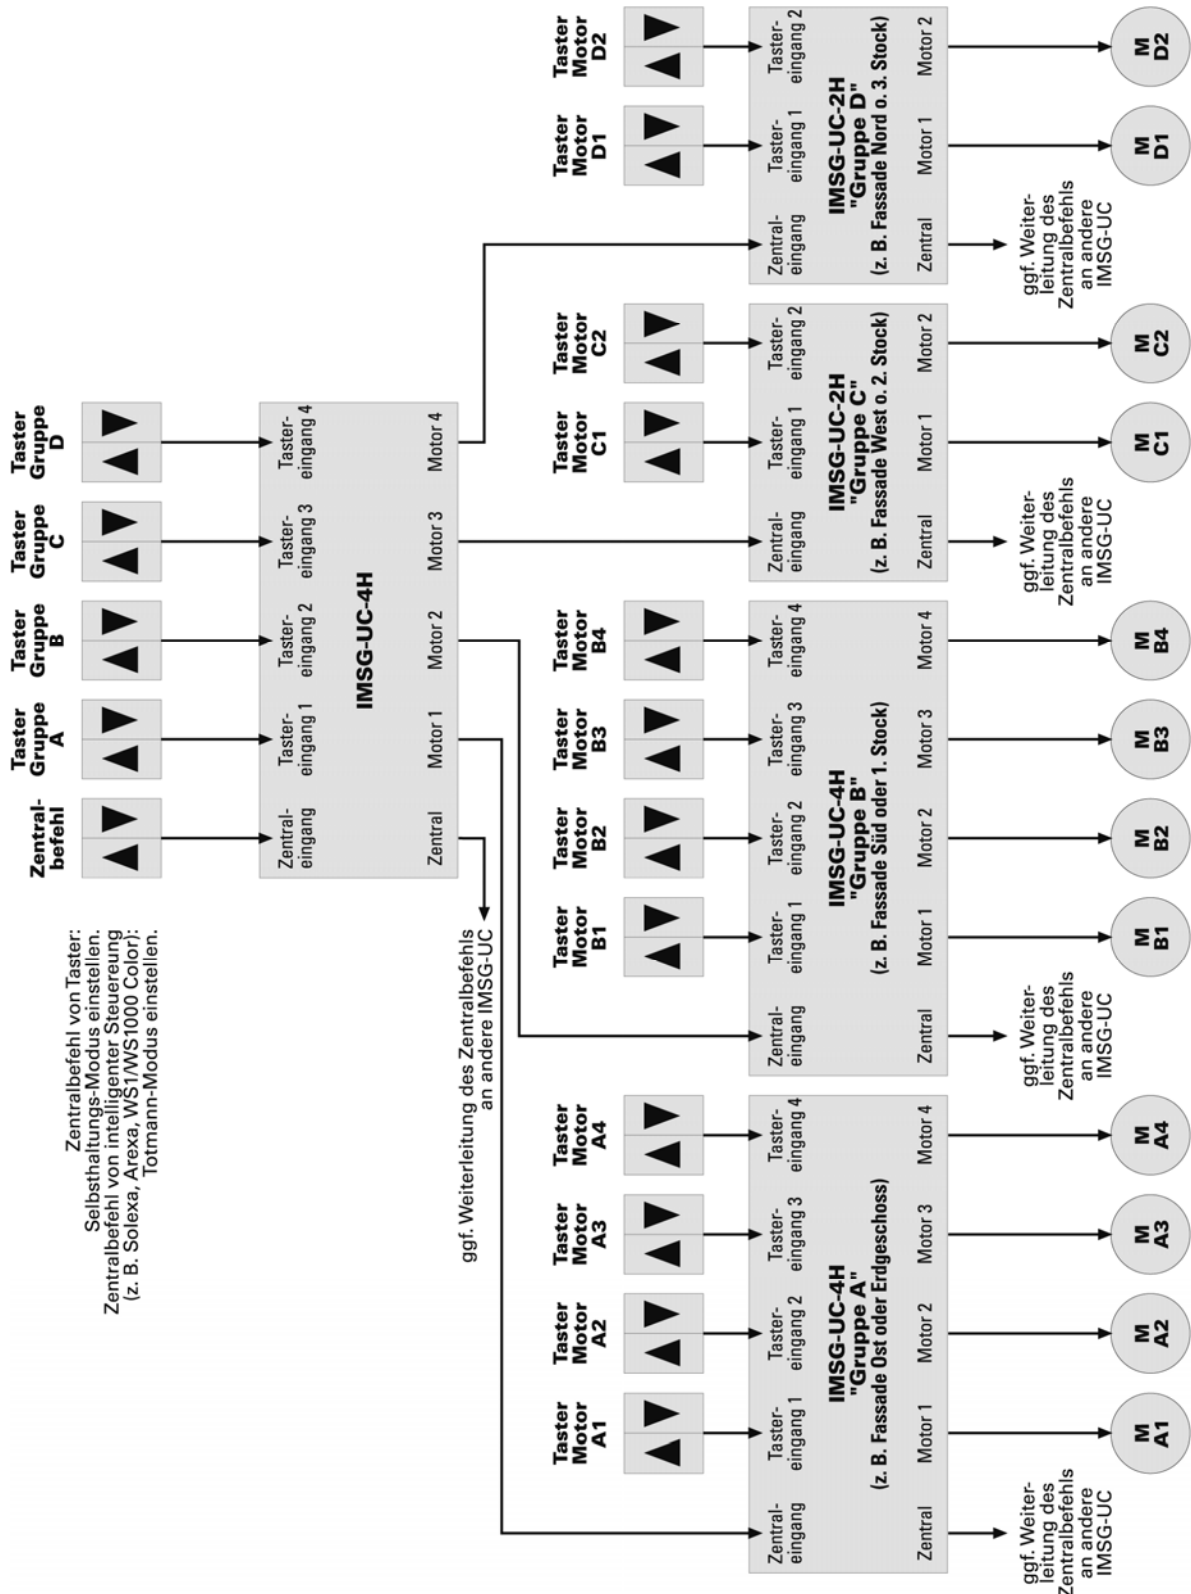 Zentralbefehl von Taster:
Selbsthaltungs-Modus einstellen.
Zentralbefehl von intelligenter Steuereung
(z. B. Solexa, Arexa, WS1/WS1000 Color):
Totmann-Modus einstellen.
Zentral-
befehl
Taster
Gruppe
A
Taster
Gruppe
B
Taster
Gruppe
C
Taster
Gruppe
D
Zentral-
eingang
Taster-
eingang 1
Taster-
eingang 2
Taster-
eingang 3
Taster-
eingang 4
IMSG-UC-4H
Zentral
Motor 1
Motor 2
Motor 3
Motor 4
ggf. Weiterleitung des Zentralbefehls
an andere IMSG-UC
Taster
Motor
A1
Taster
Motor
A2
Taster
Motor
A3
Taster
Motor
A4
Zentral-
eingang
Taster-
eingang 1
Taster-
eingang 2
Taster-
eingang 3
Taster-
eingang 4
IMSG-UC-4H
"Gruppe A"
(z. B. Fassade Ost oder Erdgeschoss)
Zentral
Motor 1
Motor 2
Motor 3
Motor 4
ggf. Weiter-
leitung des
Zentralbefehls
an andere
IMSG-UC
M
A1
M
A2
M
A3
M
A4
Taster
Motor
B1
Taster
Motor
B2
Taster
Motor
B3
Taster
Motor
B4
Zentral-
eingang
Taster-
eingang 1
Taster-
eingang 2
Taster-
eingang 3
Taster-
eingang 4
IMSG-UC-4H
"Gruppe B"
(z. B. Fassade Süd oder 1. Stock)
Zentral
Motor 1
Motor 2
Motor 3
Motor 4
ggf. Weiter-
leitung des
Zentralbefehls
an andere
IMSG-UC
M
B1
M
B2
M
B3
M
B4
Taster
Motor
C1
Taster
Motor
C2
Zentral-
eingang
Taster-
eingang 1
Taster-
eingang 2
IMSG-UC-2H
"Gruppe C"
(z. B. Fassade West o. 2. Stock)
Zentral
Motor 1
Motor 2
ggf. Weiter-
leitung des
Zentralbefehls
an andere
IMSG-UC
M
C1
M
C2
Taster
Motor
D1
Taster
Motor
D2
Zentral-
eingang
Taster-
eingang 1
Taster-
eingang 2
IMSG-UC-2H
"Gruppe D"
(z. B. Fassade Nord o. 3. Stock)
Zentral
Motor 1
Motor 2
ggf. Weiter-
leitung des
Zentralbefehls
an andere
IMSG-UC
M
D1
M
D2